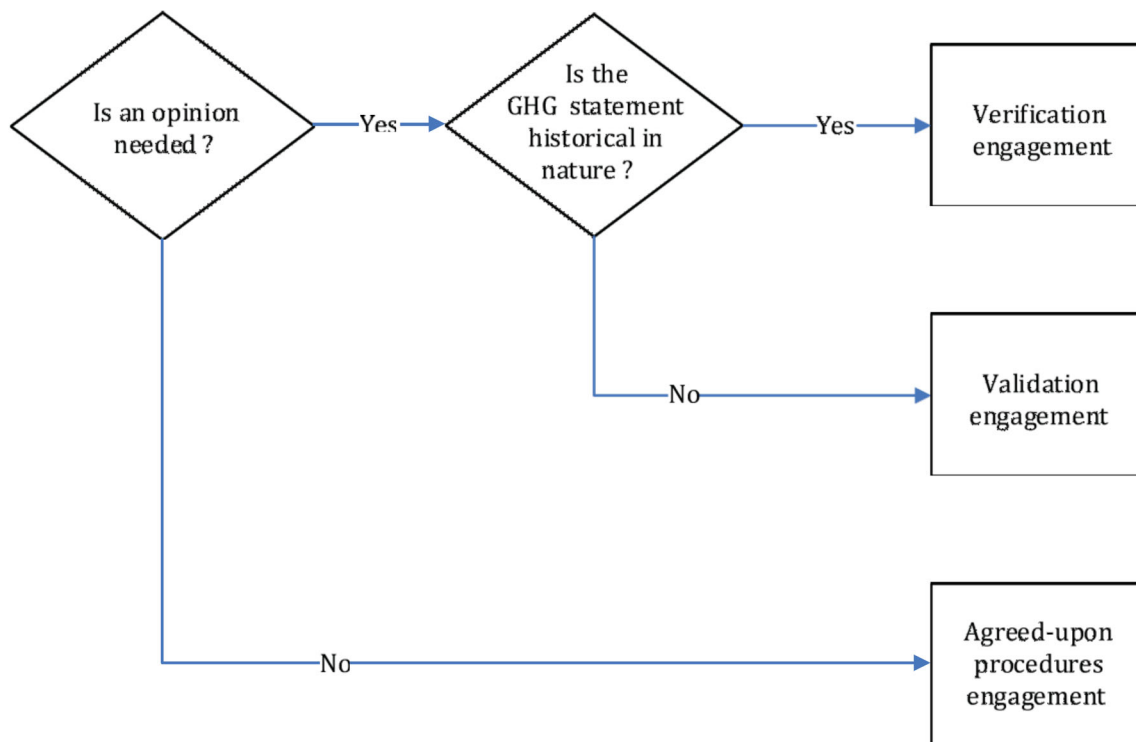 Is an opinion
needed ?
Yes
Is the
GHG statement
historical in
nature ?
Yes
Verification
engagement
No
Validation
engagement
No
Agreed-upon
procedures
engagement